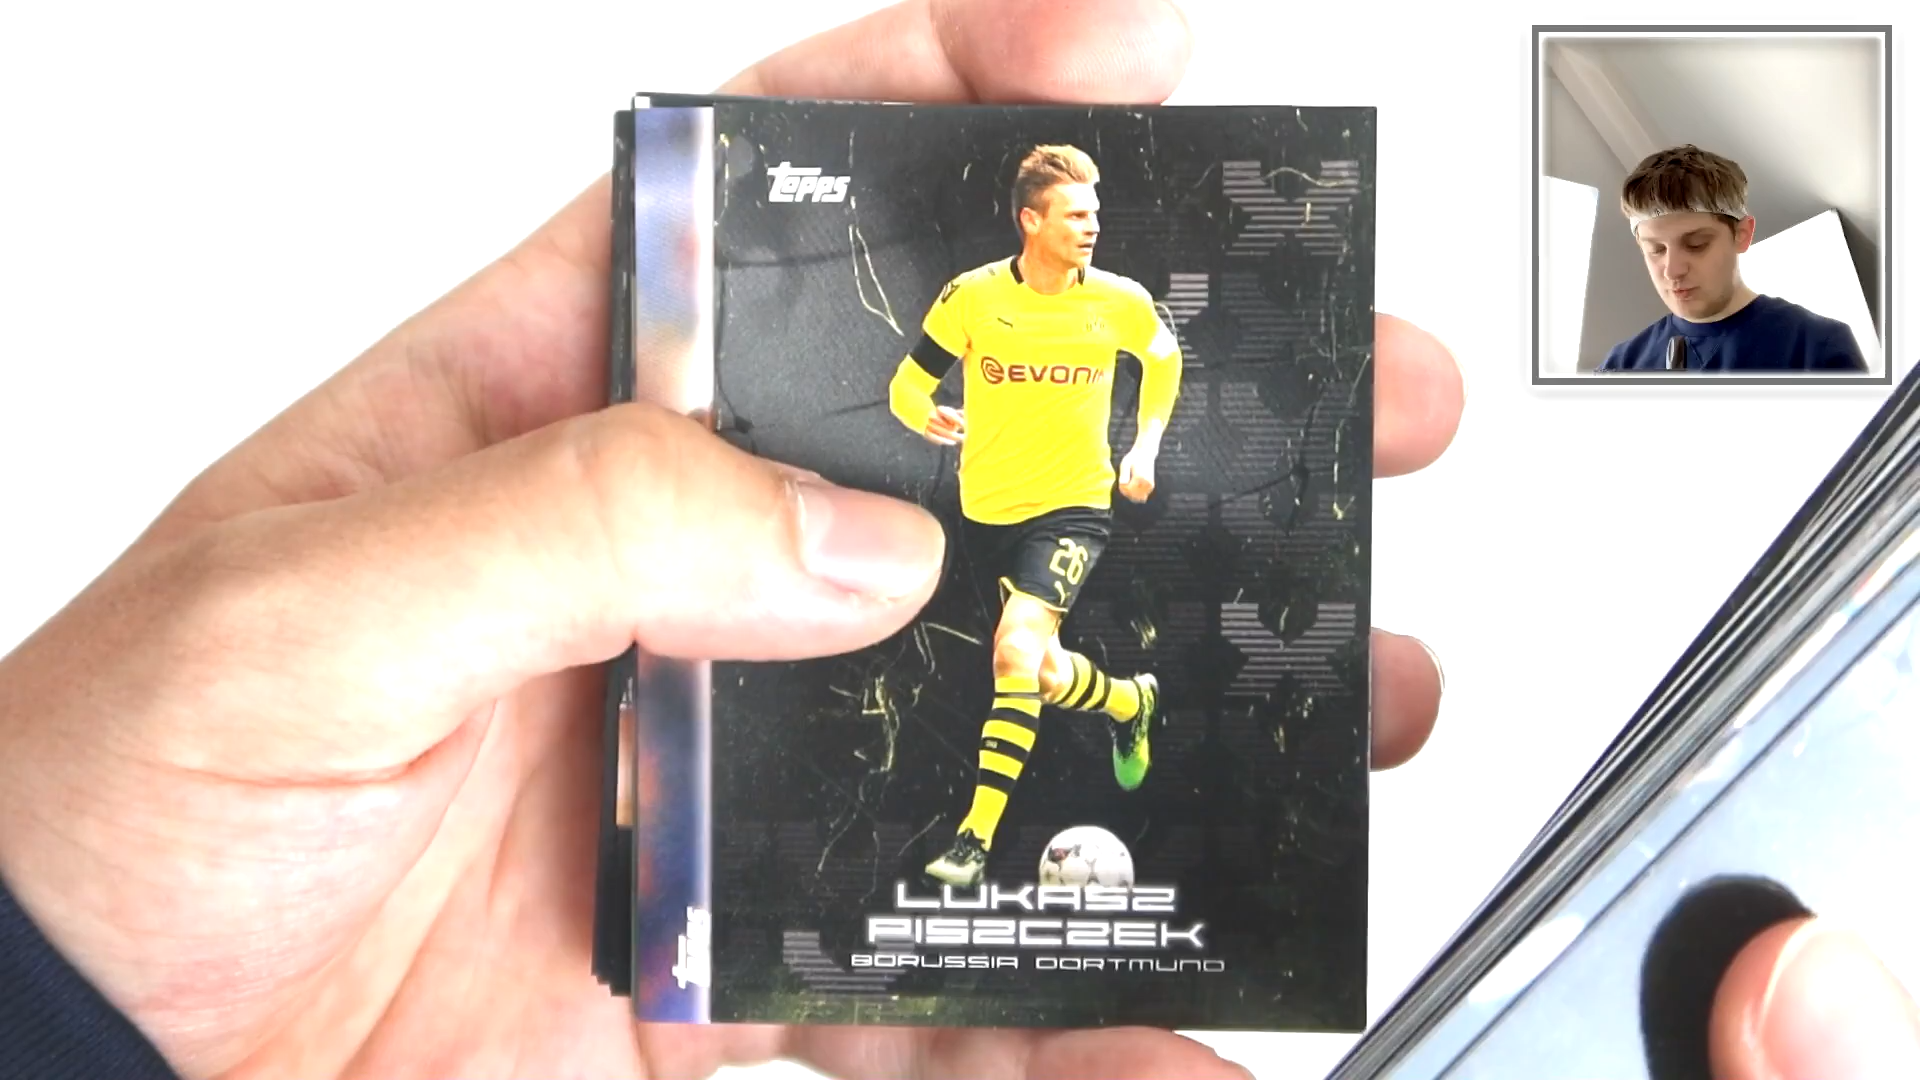 Topps
EVONIK
26
LUKASZ
PISZCZEK
BORUSSIA DORTMUND
Topps